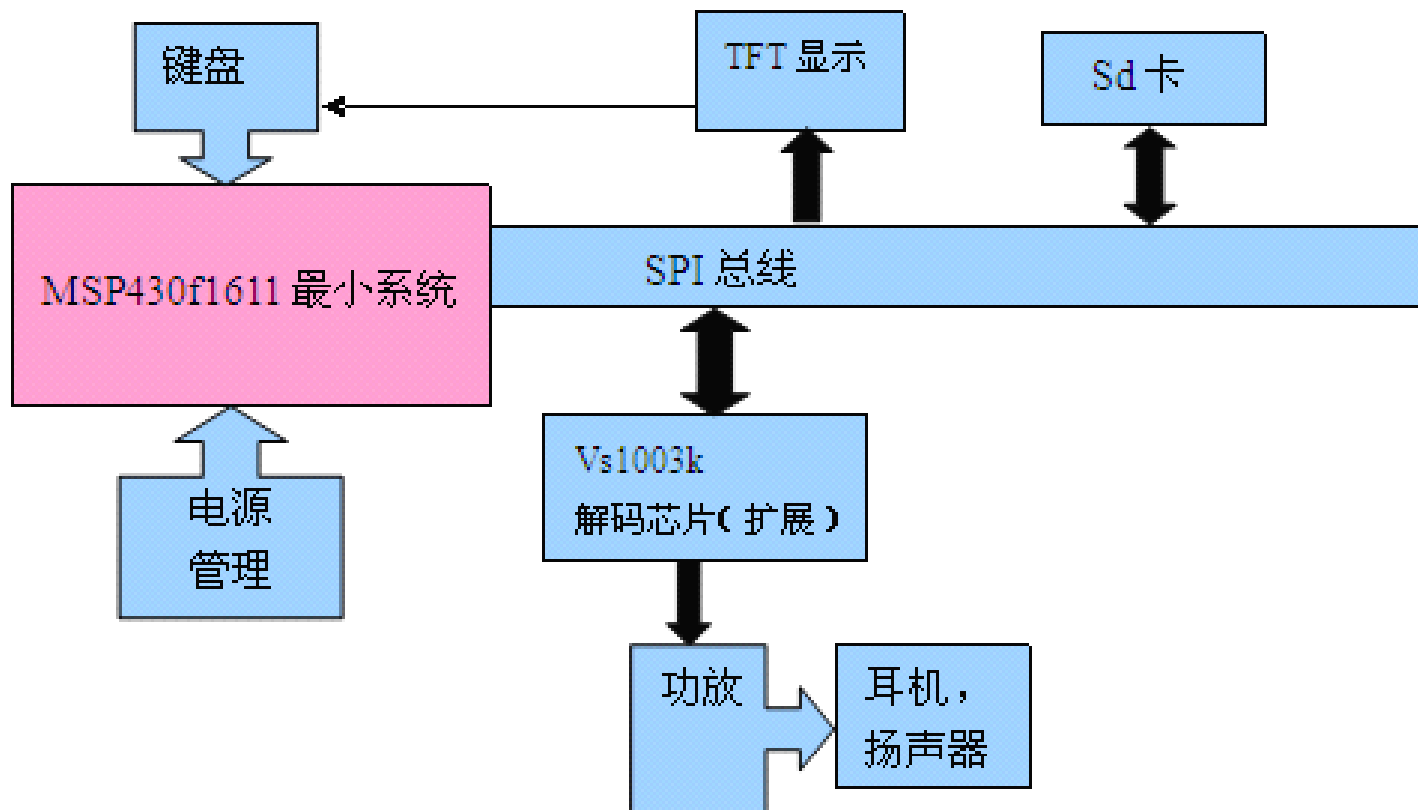 键盘
TFT 显示
Sd 卡
MSP430f1611 最小系统
SPI 总线
Vs1003k
解码芯片（扩展）
电源
管理
功放
耳机，
扬声器